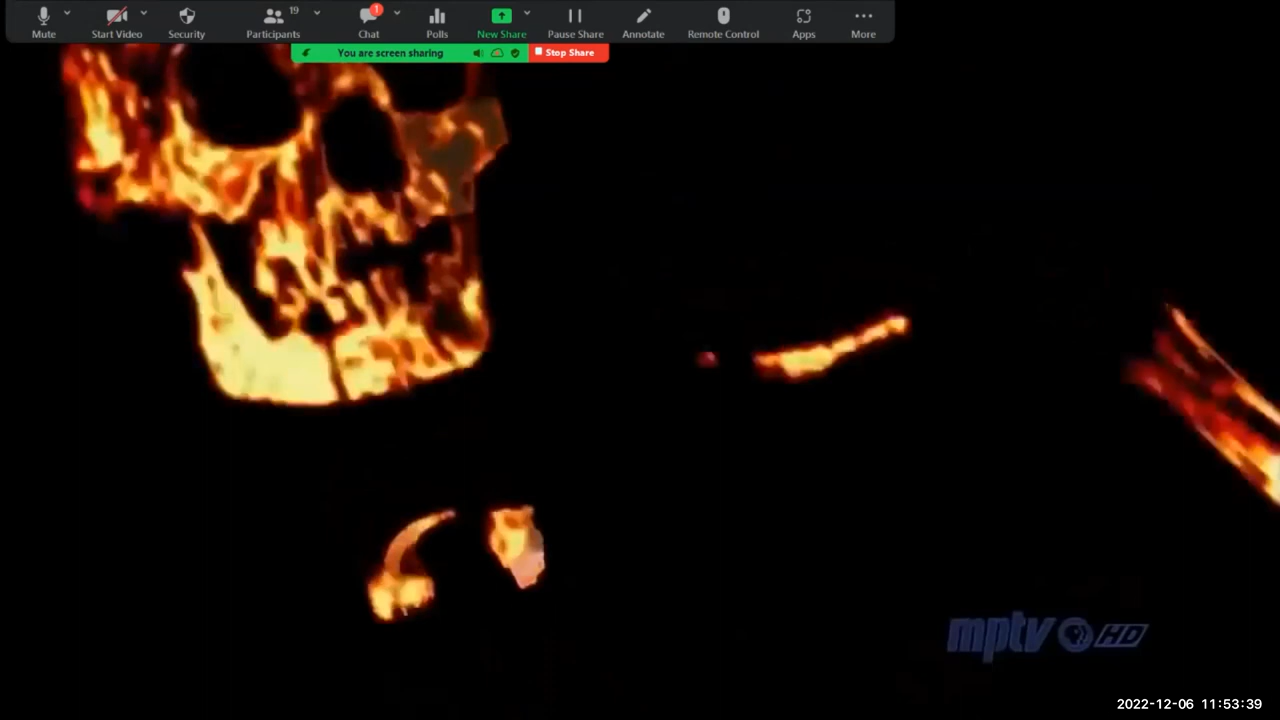 19
1
Mute
Start Video
Security
Participants
Chat
Polls
New Share
Pause Share
Annotate
Remote Control
Apps
More
You are screen sharing
Stop Share
mptv HD
2022-12-06 11:53:39